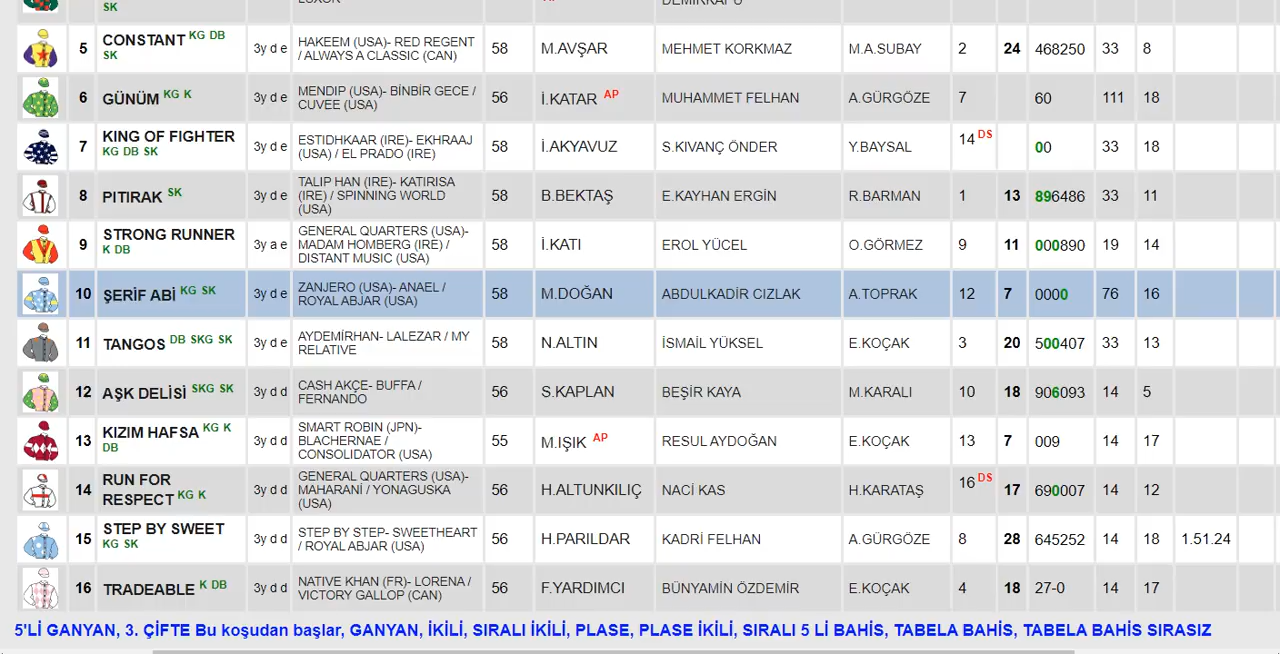 SK
5 CONSTANT KG DB SK 3y d e HAKEEM (USA)- RED REGENT / ALWAYS A CLASSIC (CAN) 58 M.AVŞAR MEHMET KORKMAZ M.A.SUBAY 2 24 468250 33 8
6 GÜNÜM KG K 3y d e MENDIP (USA)- BİNBİR GECE / CUVEE (USA) 56 İ.KATAR AP MUHAMMET FELHAN A.GÜRGÖZE 7 60 111 18
7 KING OF FIGHTER KG DB SK 3y d e ESTIDHKAAR (IRE)- EKHRAAJ (USA) / EL PRADO (IRE) 58 İ.AKYAVUZ S.KIVANÇ ÖNDER Y.BAYSAL 14 DS 00 33 18
8 PITIRAK SK 3y d e TALIP HAN (IRE)- KATIRISA (IRE) / SPINNING WORLD (USA) 58 B.BEKTAŞ E.KAYHAN ERGİN R.BARMAN 1 13 896486 33 11
9 STRONG RUNNER K DB 3y a e GENERAL QUARTERS (USA)- MADAM HOMBERG (IRE) / DISTANT MUSIC (USA) 58 İ.KATI EROL YÜCEL O.GÖRMEZ 9 11 000890 19 14
10 ŞERİF ABİ KG SK 3y d e ZANJERO (USA)- ANAEL / ROYAL ABJAR (USA) 58 M.DOĞAN ABDULKADİR CIZLAK A.TOPRAK 12 7 0000 76 16
11 TANGOS DB SKG SK 3y d e AYDEMİRHAN- LALEZAR / MY RELATIVE 58 N.ALTIN İSMAİL YÜKSEL E.KOÇAK 3 20 500407 33 13
12 AŞK DELİSİ SKG SK 3y d d CASH AKÇE- BUFFA / FERNANDO 56 S.KAPLAN BEŞİR KAYA M.KARALI 10 18 906093 14 5
13 KIZIM HAFSA KG K DB 3y d d SMART ROBIN (JPN)- BLACHERNAE / CONSOLIDATOR (USA) 55 M.IŞIK AP RESUL AYDOĞAN E.KOÇAK 13 7 009 14 17
14 RUN FOR RESPECT KG K 3y d d GENERAL QUARTERS (USA)- MAHARANİ / YONAGUSKA (USA) 56 H.ALTUNKILIÇ NACİ KAS H.KARATAŞ 16 DS 17 690007 14 12
15 STEP BY SWEET KG SK 3y d d STEP BY STEP- SWEETHEART / ROYAL ABJAR (USA) 56 H.PARILDAR KADRİ FELHAN A.GÜRGÖZE 8 28 645252 14 18 1.51.24
16 TRADEABLE K DB 3y d d NATIVE KHAN (FR)- LORENA / VICTORY GALLOP (CAN) 56 F.YARDIMCI BÜNYAMİN ÖZDEMİR E.KOÇAK 4 18 27-0 14 17
5'Lİ GANYAN, 3. ÇİFTE Bu koşudan başlar, GANYAN, İKİLİ, SIRALI İKİLİ, PLASE, PLASE İKİLİ, SIRALI 5 Lİ BAHİS, TABELA BAHİS, TABELA BAHİS SIRASIZ